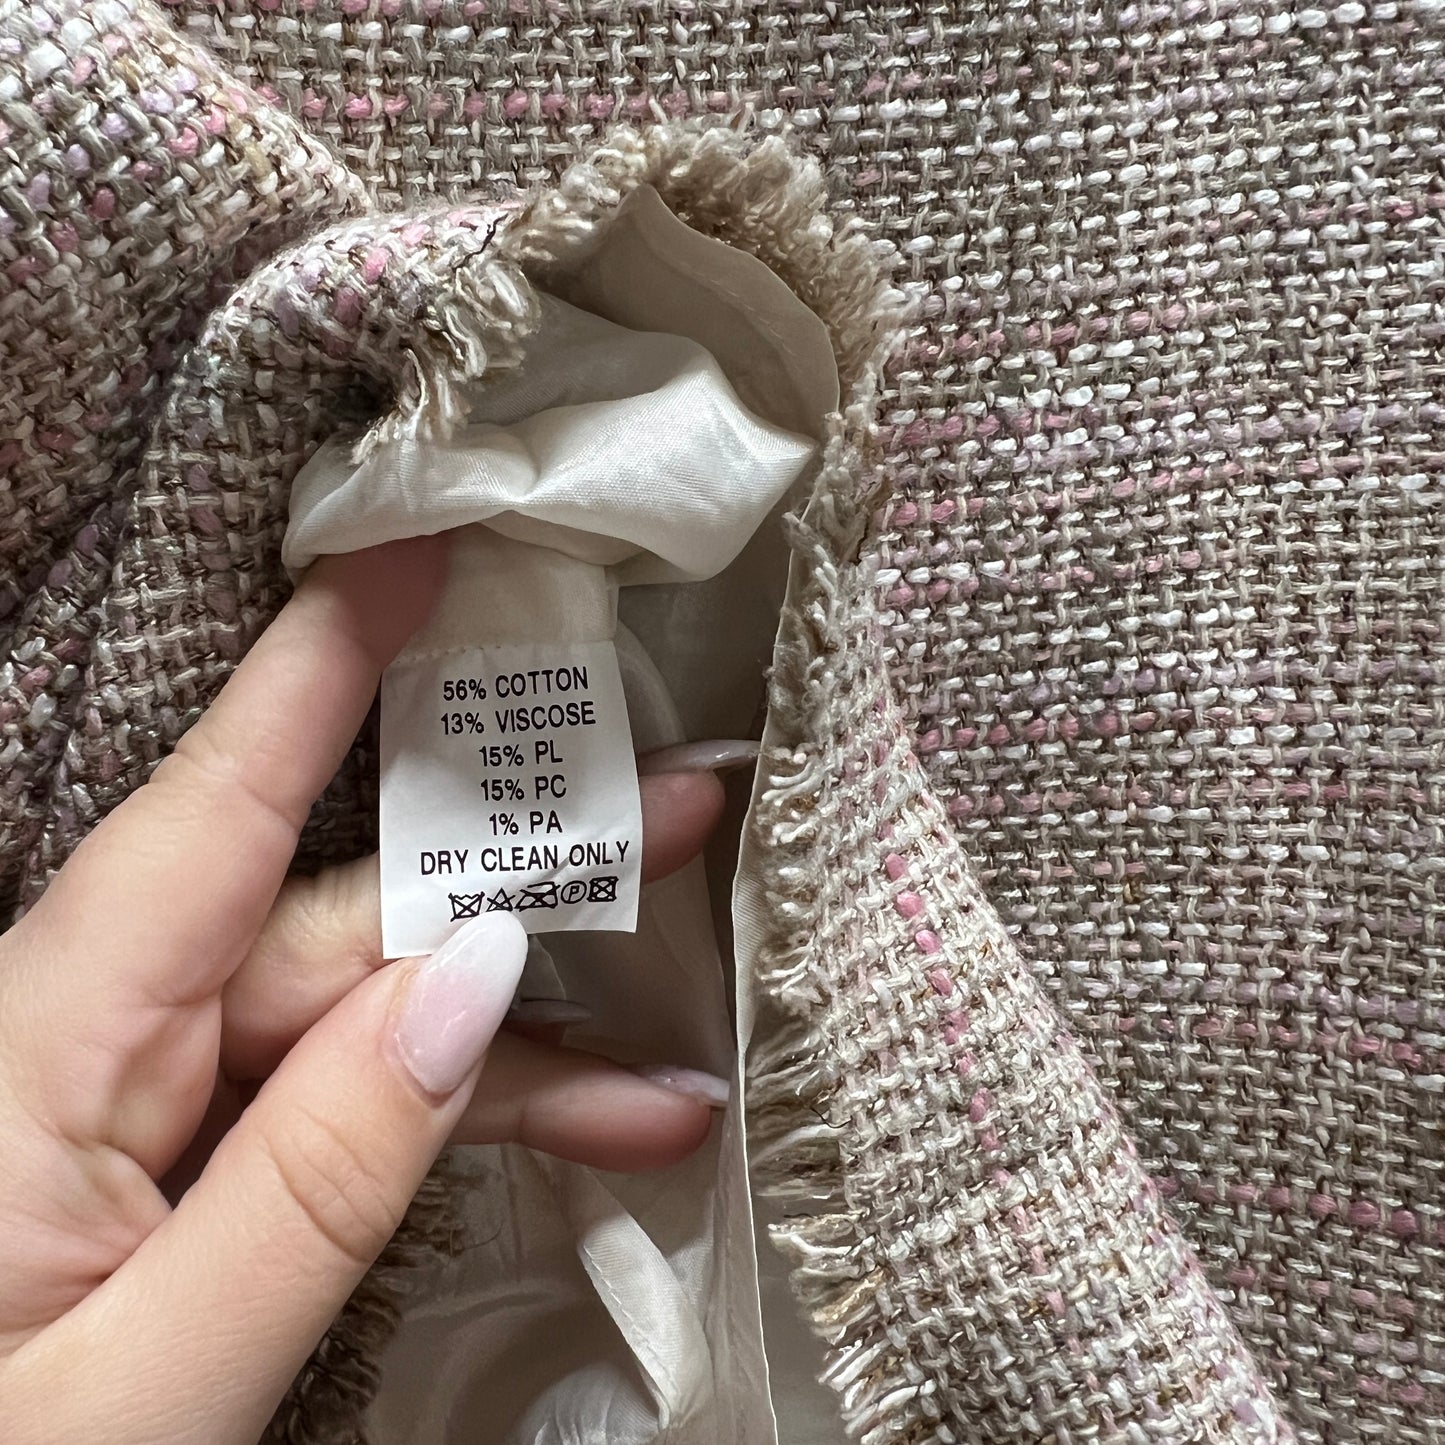 56% COTTON
13% VISCOSE
15% PL
15% PC
1% PA
DRY CLEAN ONLY
P